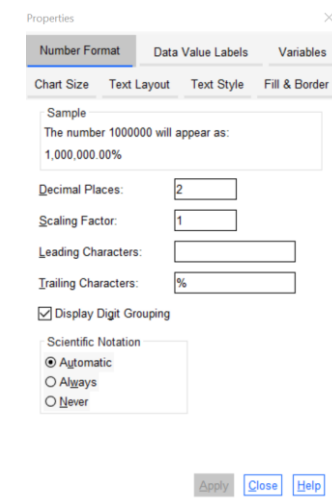 Properties
Number Format Data Value Labels Variables
Chart Size Text Layout Text Style Fill & Border
Sample
The number 1000000 will appear as:
1,000,000.00%
Decimal Places: 2
Scaling Factor: 1
Leading Characters:
Trailing Characters: %
Display Digit Grouping
Scientific Notation
Automatic
Always
Never
Apply Close Help